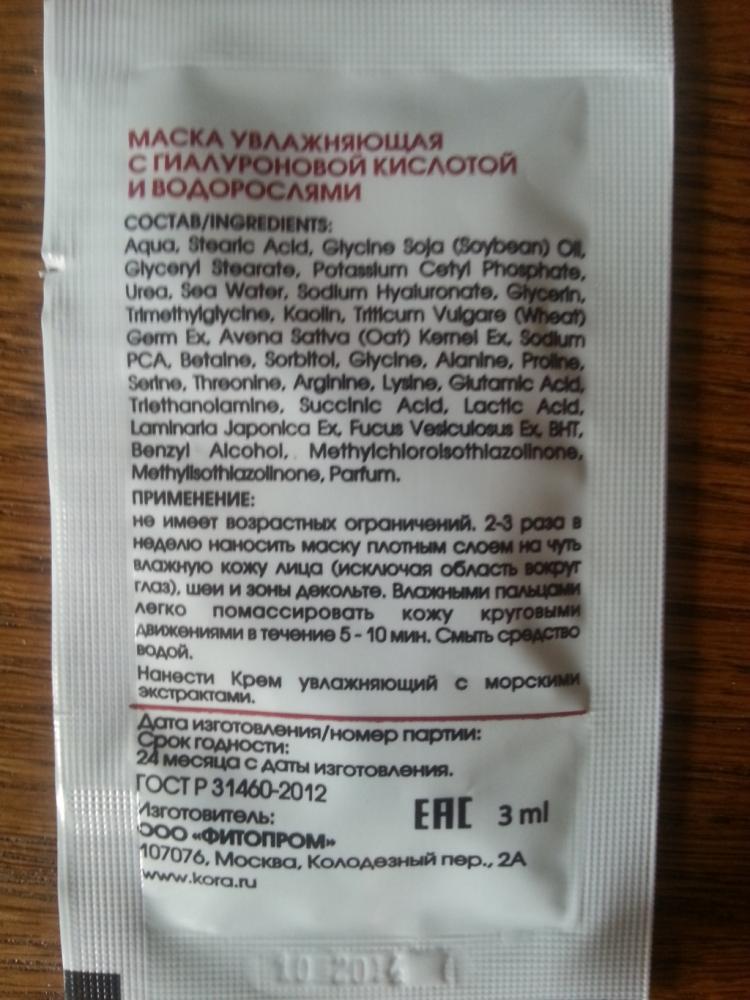 МАСКА УВЛАЖНЯЮЩАЯ
С ГИАЛУРОНОВОЙ КИСЛОТОЙ
И ВОДОРОСЛЯМИ
СОСТАВ/INGREDIENTS:
Aqua, Stearic Acid, Glycine Soja (Soybean) Oil,
Glyceryl Stearate, Potassium Cetyl Phosphate,
Urea, Sea Water, Sodium Hyaluronate, Glycerin,
Trimethylglycine, Kaolin, Triticum Vulgare (Wheat)
Germ Ex, Avena Sativa (Oat) Kernel Ex, Sodium
PCA, Betaine, Sorbitol, Glycine, Alanine, Proline,
Serine, Threonine, Arginine, Lysine, Glutamic Acid,
Triethanolamine, Succinic Acid, Lactic Acid,
Laminaria Japonica Ex, Fucus Vesiculosus Ex, BHT,
Benzyl Alcohol, Methylchloroisothiazolinone,
Methylisothiazolinone, Parfum.
ПРИМЕНЕНИЕ:
не имеет возрастных ограничений. 2-3 раза в
неделю наносить маску плотным слоем на чуть
влажную кожу лица (исключая область вокруг
глаз), шеи и зоны декольте. Влажными пальцами
легко помассировать кожу круговыми
движениями в течение 5 - 10 мин. Смыть средство
водой.
Нанести Крем увлажняющий с морскими
экстрактами.
Дата изготовления/номер партии:
Срок годности:
24 месяца с даты изготовления.
ГОСТ Р 31460-2012
Изготовитель:
ООО «ФИТОПРОМ»
107076, Москва, Колодезный пер., 2А
www.kora.ru
EAC 3 ml
10 2014